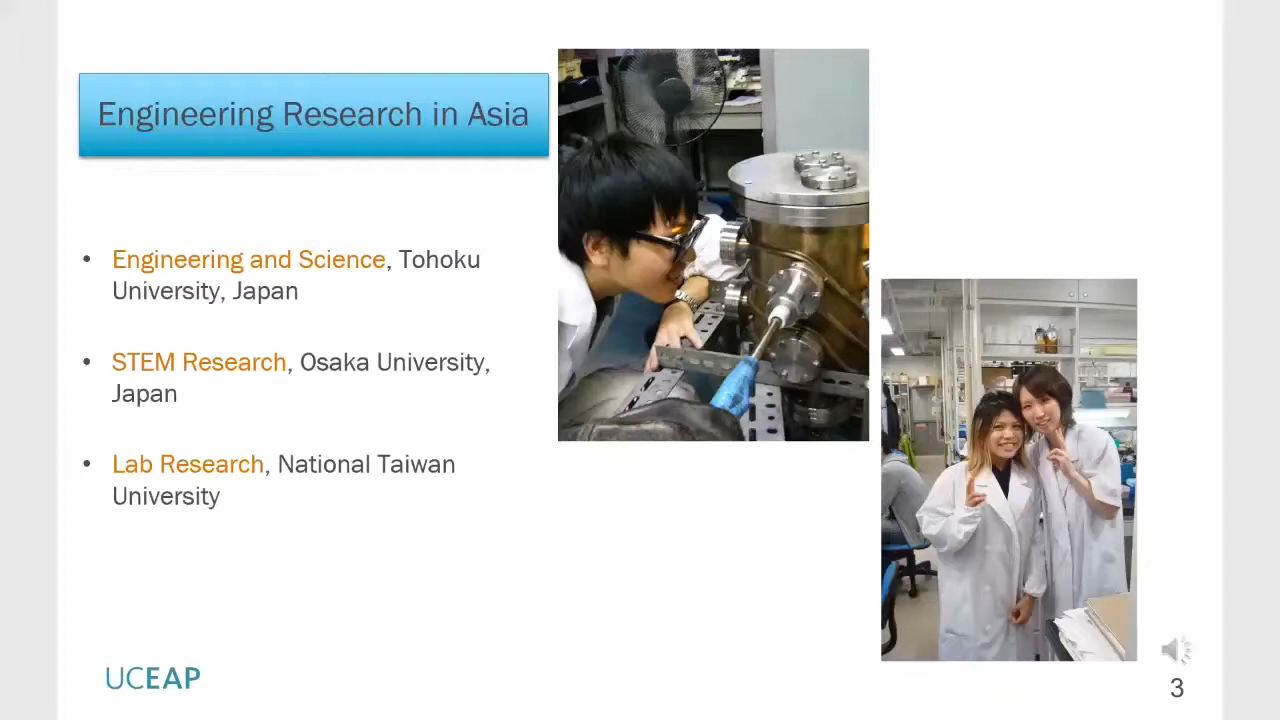 Engineering Research in Asia
• Engineering and Science, Tohoku
University, Japan
• STEM Research, Osaka University,
Japan
• Lab Research, National Taiwan
University
UCEAP
3